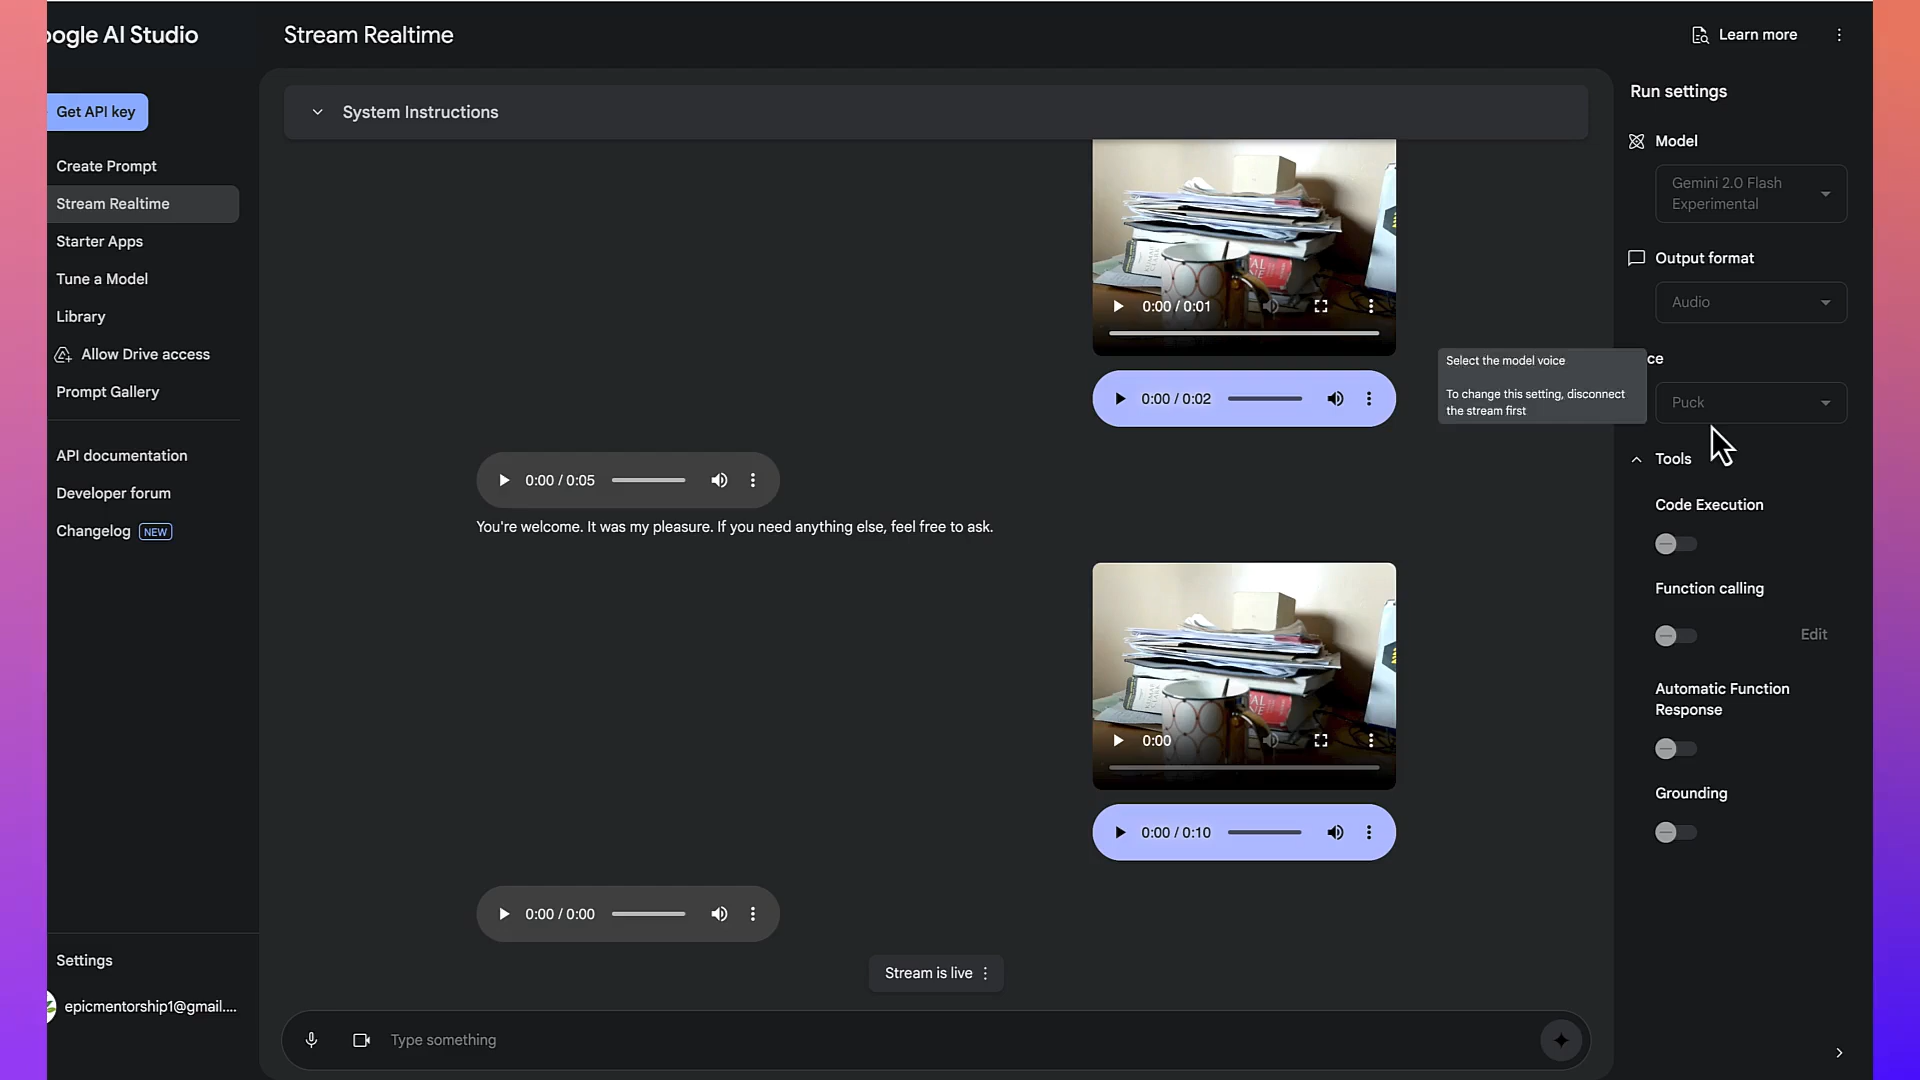 oogle AI Studio
Stream Realtime
Learn more
Get API key
Create Prompt
Stream Realtime
Starter Apps
Tune a Model
Library
Allow Drive access
Prompt Gallery
API documentation
Developer forum
Changelog NEW
Settings
epicmentorship1@gmail....
System Instructions
0:00 / 0:01
0:00 / 0:02
0:00 / 0:05
You're welcome. It was my pleasure. If you need anything else, feel free to ask.
0:00
0:00 / 0:10
0:00 / 0:00
Stream is live
Type something
Run settings
Model
Gemini 2.0 Flash
Experimental
Output format
Audio
ce
Select the model voice
To change this setting, disconnect
the stream first
Puck
Tools
Code Execution
Function calling
Edit
Automatic Function
Response
Grounding